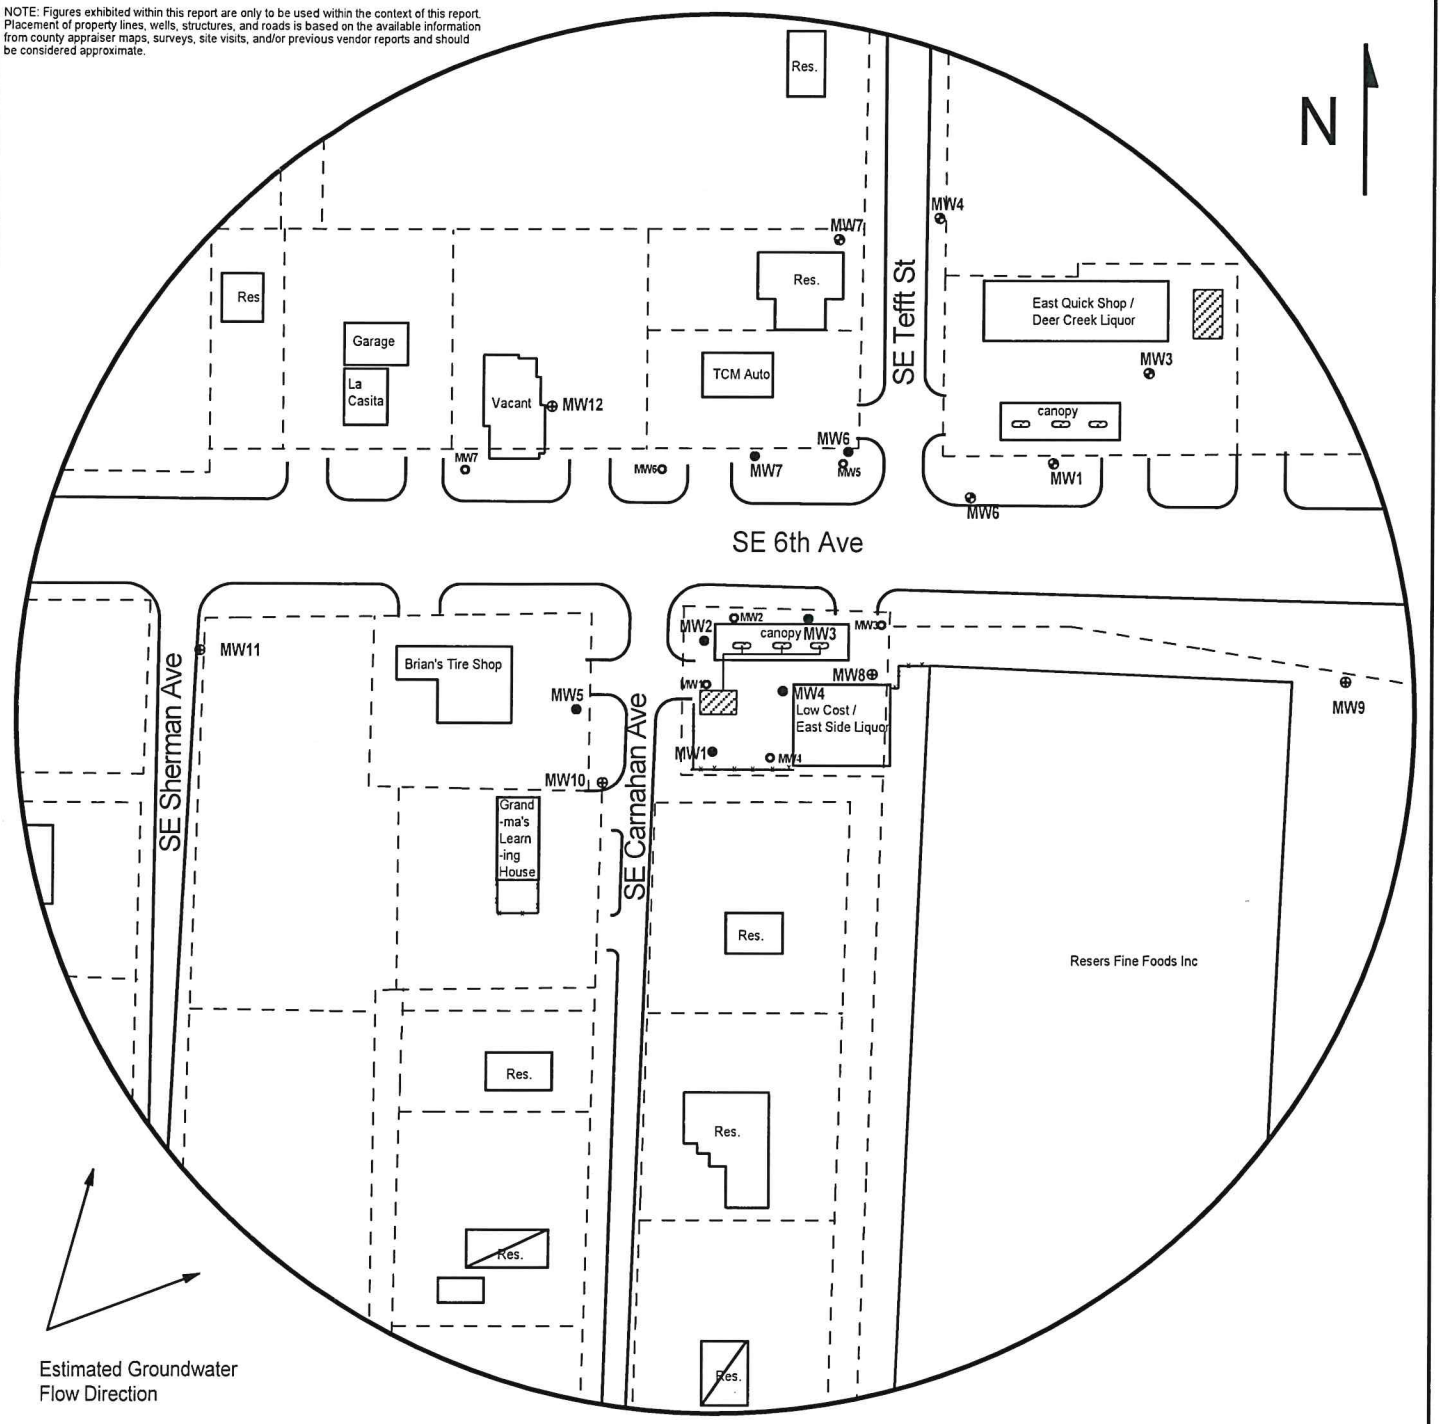 NOTE: Figures exhibited within this report are only to be used within the context of this report.
Placement of property lines, wells, structures, and roads is based on the available information
from county appraiser maps, surveys, site visits, and/or previous vendor reports and should
be considered approximate.
Res.
N
MW4
MW7
SE Tefft St
Res
Res.
East Quick Shop /
Deer Creek Liquor
Garage
MW3
La
Casita
TCM Auto
Vacant
MW12
canopy
MW6
MW7
MW6
MW7
MW5
MW1
MW6
SE 6th Ave
MW2
MW2
canopy
MW3
MW3
MW11
Brian's Tire Shop
MW8
MW1
MW5
MW4
MW9
Low Cost /
East Side Liquor
SE Sherman Ave
SE Carnahan Ave
MW1
MW4
MW10
Grand
-ma's
Learn
-ing
House
Res.
Resers Fine Foods Inc
Res.
Res.
Res.
Res.
Estimated Groundwater
Flow Direction